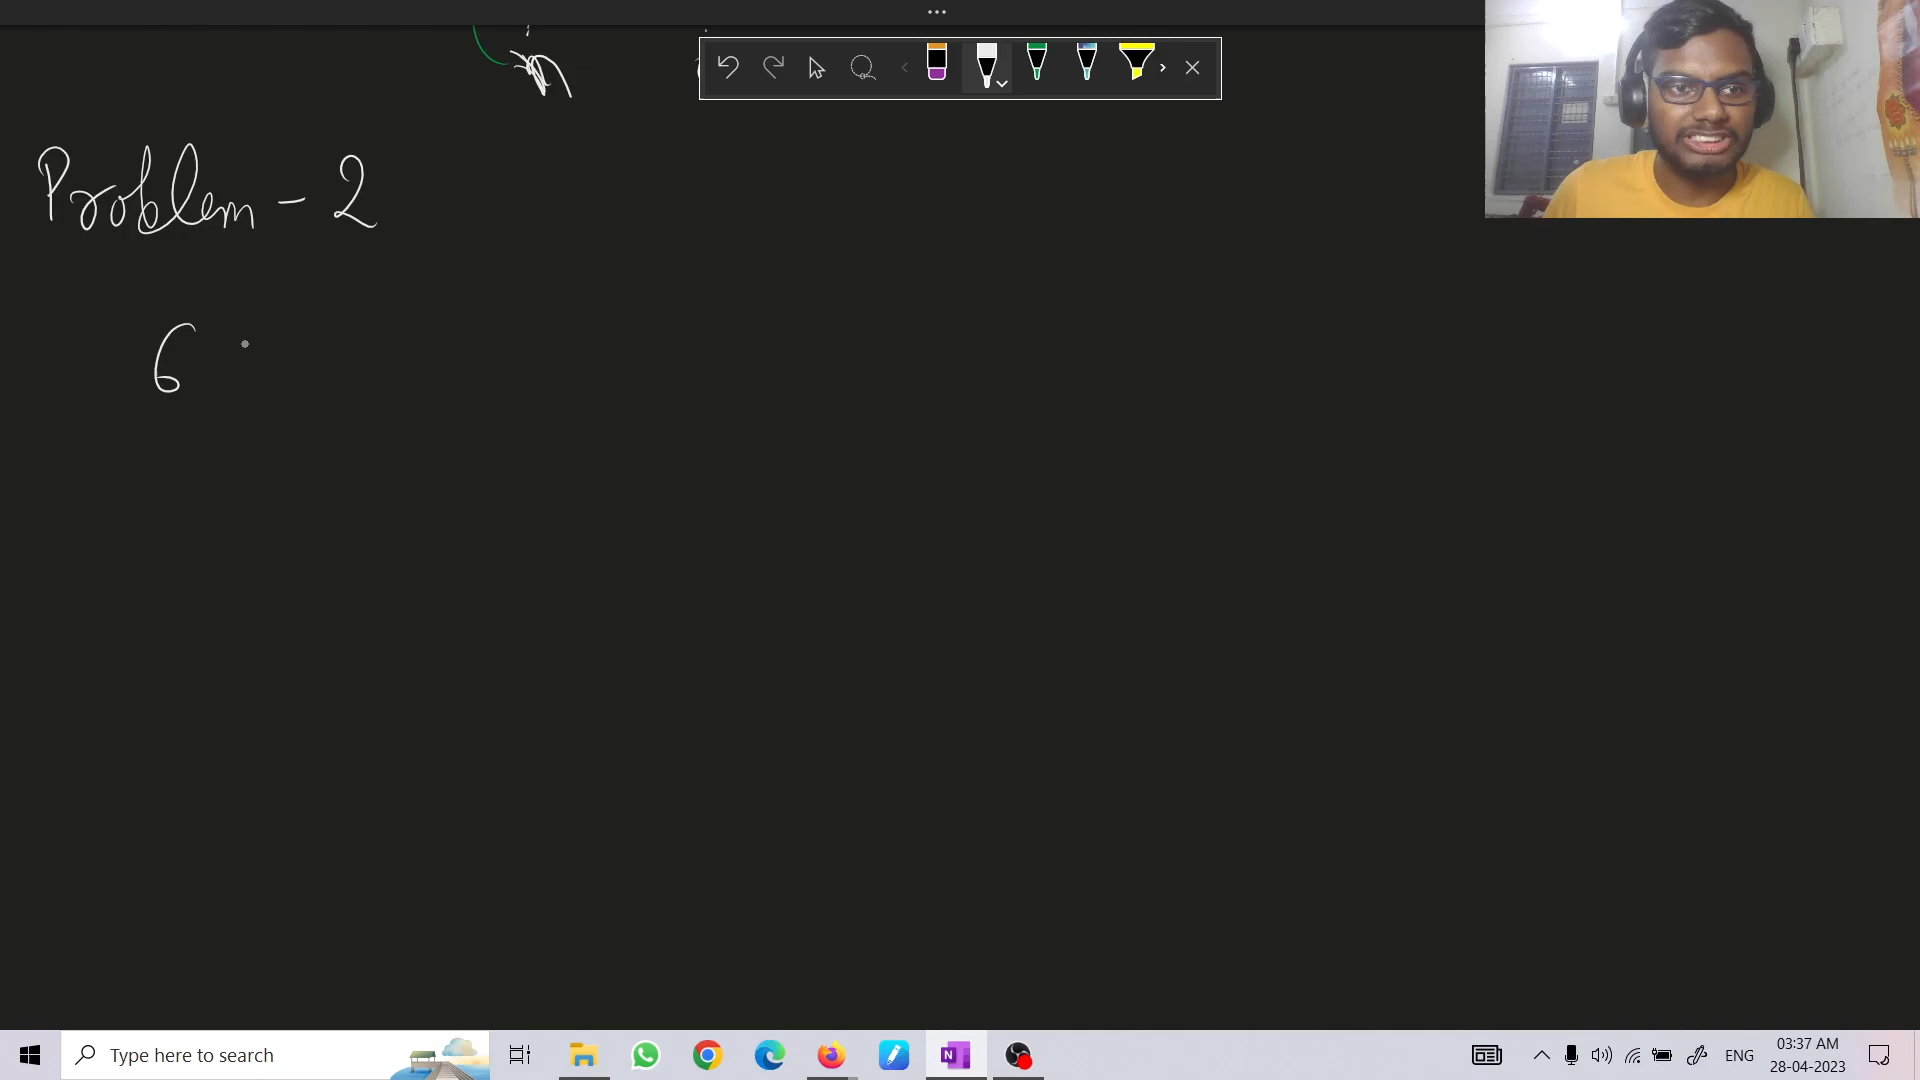 n
Problem - 2
6
Type here to search
ENG
03:37 AM
28-04-2023